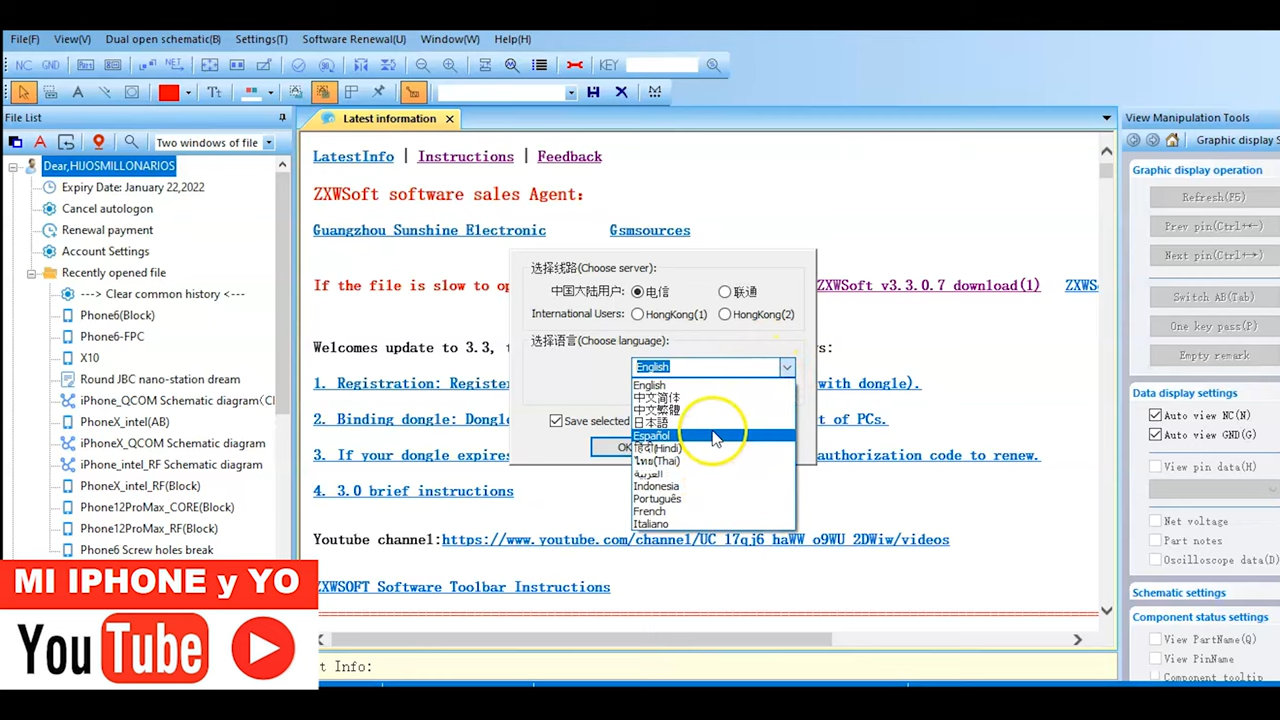 File(F) View(V) Dual open schematic(B) Settings(T) Software Renewal(U) Window(W) Help(H)
NC GND Part NET KEY
A Tt
File List
Latest information
View Manipulation Tools
A Two windows of file
Graphic display S
LatestInfo | Instructions | Feedback
Dear,HIJOSMILLONARIOS
Expiry Date: January 22,2022
Cancel autologon
Renewal payment
Account Settings
Recently opened file
---> Clear common history <---
Phone6(Block)
Phone6-FPC
X10
Round JBC nano-station dream
iPhone_QCOM Schematic diagram(CI
PhoneX_intel(AB)
iPhoneX_QCOM Schematic diagram
iPhone_intel_RF Schematic diagram
PhoneX_intel_RF(Block)
Phone12ProMax_CORE(Block)
Phone12ProMax_RF(Block)
Phone6 Screw holes break
ZXWSoft software sales Agent:
Guangzhou Sunshine Electronic Gsmsources
If the file is slow to op
ZXWSoft v3.3.0.7 download(1) ZXWS
Welcomes update to 3.3, t
rs:
1. Registration: Register
with dongle).
2. Binding dongle: Dongle
t of PCs.
3. If your dongle expires
authorization code to renew.
4. 3.0 brief instructions
Youtube channel:https://www.youtube.com/channel/UC_17qj6_haWW_o9WU_2DWiw/videos
ZXWSOFT Software Toolbar Instructions
t Info:
选择线路(Choose server):
中国大陆用户: 电信 联通
International Users: HongKong(1) HongKong(2)
选择语言(Choose language):
English
English
中文简体
中文繁體
日本語
Español
हिंदी(Hindi)
ไทย(Thai)
العربية
Indonesia
Português
French
Italiano
Save selected
OK
Graphic display operation
Refresh(F5)
Prev pin(Ctrl+←)
Next pin(Ctrl+→)
Switch AB(Tab)
One key pass(P)
Empty remark
Data display settings
Auto view NC(N)
Auto view GND(G)
View pin data(H)
Net voltage
Part notes
Oscilloscope data(D)
Schematic settings
Component status settings
View PartName(Q)
View PinName
Component tooltip
MI IPHONE y YO
YouTube